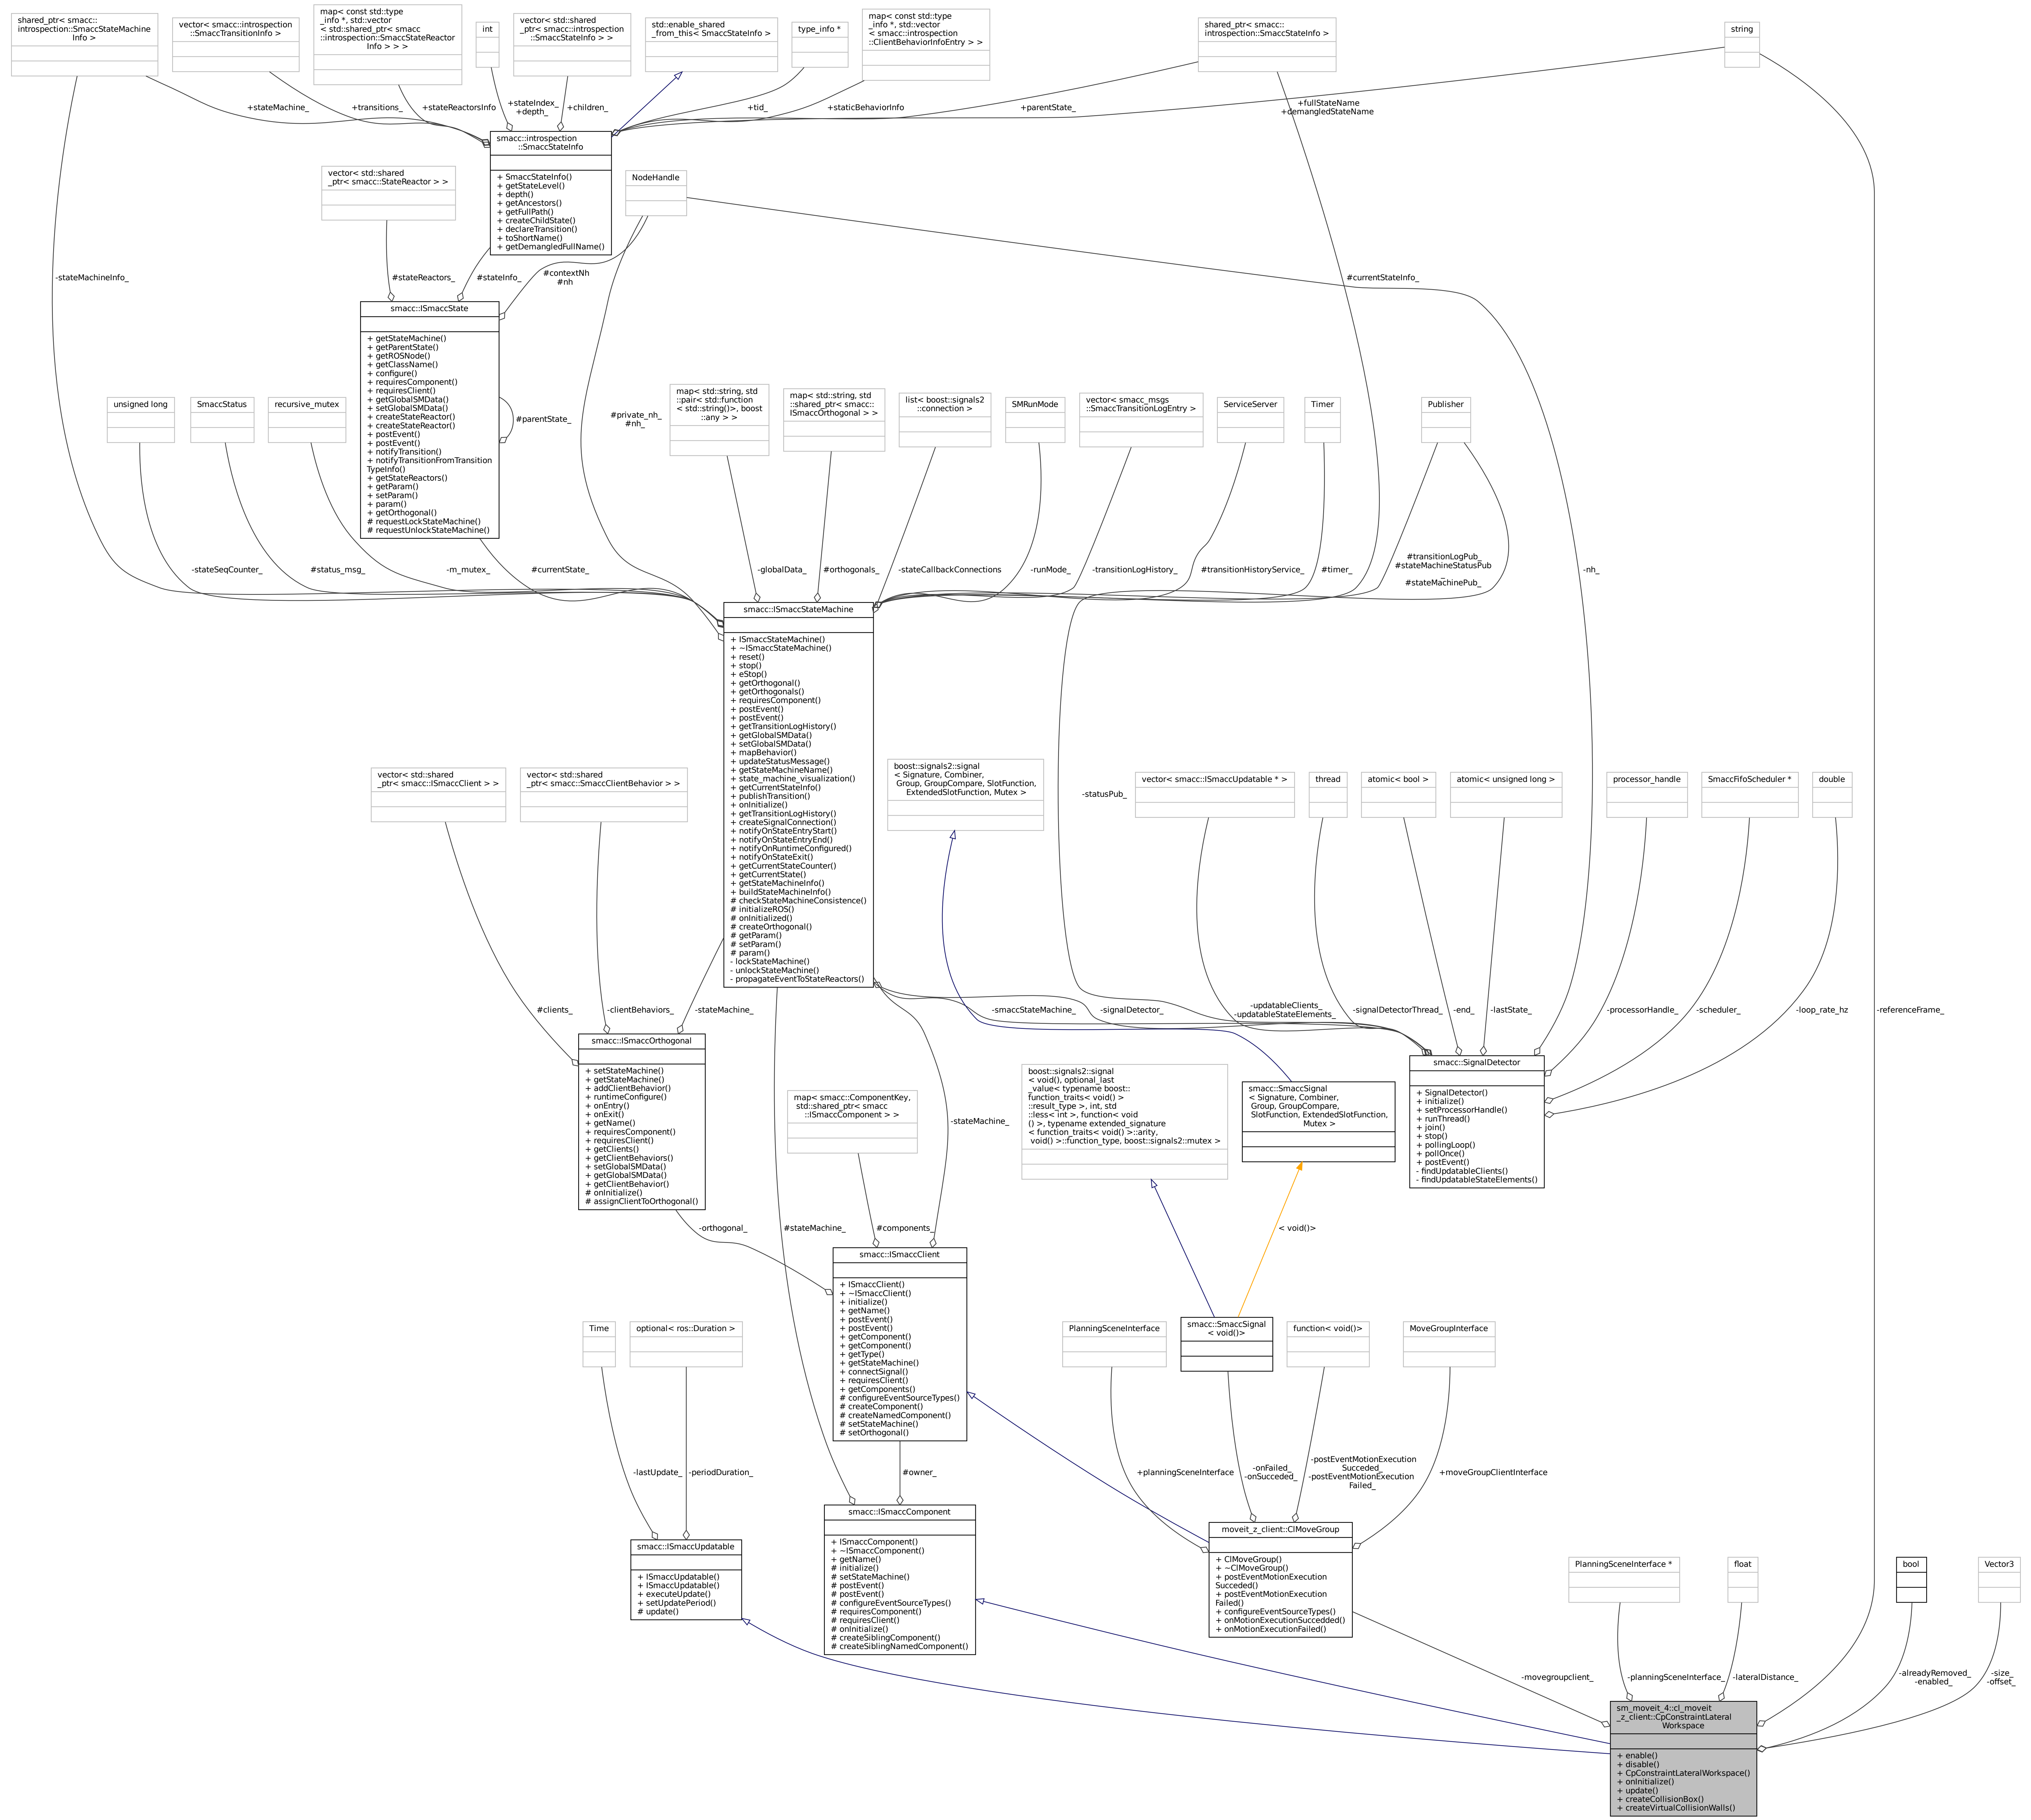 shared_ptr< smacc::
introspection::SmaccStateMachine
Info >
vector< smacc::introspection
::SmaccTransitionInfo >
map< const std::type
_info *, std::vector
< std::shared_ptr< smacc
::introspection::SmaccStateReactor
Info > > >
int
vector< std::shared
_ptr< smacc::introspection
::SmaccStateInfo > >
std::enable_shared
_from_this< SmaccStateInfo >
type_info *
map< const std::type
_info *, std::vector
< smacc::introspection
::ClientBehaviorInfoEntry > >
shared_ptr< smacc::
introspection::SmaccStateInfo >
string
+stateMachine_
+transitions_
+stateReactorsInfo
+stateIndex_
+depth_
+children_
+tid_
+staticBehaviorInfo
+parentState_
+fullStateName
+demangledStateName
smacc::introspection
::SmaccStateInfo
+ SmaccStateInfo()
+ getStateLevel()
+ depth()
+ getAncestors()
+ getFullPath()
+ createChildState()
+ declareTransition()
+ toShortName()
+ getDemangledFullName()
vector< std::shared
_ptr< smacc::StateReactor > >
NodeHandle
-stateMachineInfo_
#stateReactors_
#stateInfo_
#contextNh
#nh
#currentStateInfo_
smacc::ISmaccState
+ getStateMachine()
+ getParentState()
+ getROSNode()
+ getClassName()
+ configure()
+ requiresComponent()
+ requiresClient()
+ getGlobalSMData()
+ setGlobalSMData()
+ createStateReactor()
+ createStateReactor()
+ postEvent()
+ postEvent()
+ notifyTransition()
+ notifyTransitionFromTransition
TypeInfo()
+ getStateReactors()
+ getParam()
+ setParam()
+ param()
+ getOrthogonal()
# requestLockStateMachine()
# requestUnlockStateMachine()
#parentState_
#private_nh_
#nh_
unsigned long
SmaccStatus
recursive_mutex
map< std::string, std
::pair< std::function
< std::string()>, boost
::any > >
map< std::string, std
::shared_ptr< smacc::
ISmaccOrthogonal > >
list< boost::signals2
::connection >
SMRunMode
vector< smacc_msgs
::SmaccTransitionLogEntry >
ServiceServer
Timer
Publisher
-stateSeqCounter_
#status_msg_
-m_mutex_
#currentState_
-globalData_
#orthogonals_
-stateCallbackConnections
-runMode_
-transitionLogHistory_
#transitionHistoryService_
#timer_
#transitionLogPub_
#stateMachineStatusPub
_
#stateMachinePub_
-nh_
smacc::ISmaccStateMachine
+ ISmaccStateMachine()
+ ~ISmaccStateMachine()
+ reset()
+ stop()
+ eStop()
+ getOrthogonal()
+ getOrthogonals()
+ requiresComponent()
+ postEvent()
+ postEvent()
+ getTransitionLogHistory()
+ getGlobalSMData()
+ setGlobalSMData()
+ mapBehavior()
+ updateStatusMessage()
+ getStateMachineName()
+ state_machine_visualization()
+ getCurrentStateInfo()
+ publishTransition()
+ onInitialize()
+ getTransitionLogHistory()
+ createSignalConnection()
+ notifyOnStateEntryStart()
+ notifyOnStateEntryEnd()
+ notifyOnRuntimeConfigured()
+ notifyOnStateExit()
+ getCurrentStateCounter()
+ getCurrentState()
+ getStateMachineInfo()
+ buildStateMachineInfo()
# checkStateMachineConsistence()
# initializeROS()
# onInitialized()
# createOrthogonal()
# getParam()
# setParam()
# param()
- lockStateMachine()
- unlockStateMachine()
- propagateEventToStateReactors()
vector< std::shared
_ptr< smacc::ISmaccClient > >
vector< std::shared
_ptr< smacc::SmaccClientBehavior > >
boost::signals2::signal
< Signature, Combiner,
Group, GroupCompare, SlotFunction,
ExtendedSlotFunction, Mutex >
-statusPub_
vector< smacc::ISmaccUpdatable * >
thread
atomic< bool >
atomic< unsigned long >
processor_handle
SmaccFifoScheduler *
double
#clients_
-clientBehaviors_
-stateMachine_
-smaccStateMachine_
-signalDetector_
-updatableClients_
-updatableStateElements_
-signalDetectorThread_
-end_
-lastState_
-processorHandle_
-scheduler_
-loop_rate_hz
-referenceFrame_
smacc::ISmaccOrthogonal
+ setStateMachine()
+ getStateMachine()
+ addClientBehavior()
+ runtimeConfigure()
+ onEntry()
+ onExit()
+ getName()
+ requiresComponent()
+ requiresClient()
+ getClients()
+ getClientBehaviors()
+ setGlobalSMData()
+ getGlobalSMData()
+ getClientBehavior()
# onInitialize()
# assignClientToOrthogonal()
map< smacc::ComponentKey,
std::shared_ptr< smacc
::ISmaccComponent > >
-stateMachine_
boost::signals2::signal
< void(), optional_last
_value< typename boost::
function_traits< void() >
::result_type >, int, std
::less< int >, function< void
() >, typename extended_signature
< function_traits< void() >::arity,
void() >::function_type, boost::signals2::mutex >
smacc::SmaccSignal
< Signature, Combiner,
Group, GroupCompare,
SlotFunction, ExtendedSlotFunction,
Mutex >
smacc::SignalDetector
+ SignalDetector()
+ initialize()
+ setProcessorHandle()
+ runThread()
+ join()
+ stop()
+ pollingLoop()
+ pollOnce()
+ postEvent()
- findUpdatableClients()
- findUpdatableStateElements()
-orthogonal_
#stateMachine_
#components_
< void()>
smacc::ISmaccClient
+ ISmaccClient()
+ ~ISmaccClient()
+ initialize()
+ getName()
+ postEvent()
+ postEvent()
+ getComponent()
+ getComponent()
+ getType()
+ getStateMachine()
+ connectSignal()
+ requiresClient()
+ getComponents()
# configureEventSourceTypes()
# createComponent()
# createNamedComponent()
# setStateMachine()
# setOrthogonal()
Time
optional< ros::Duration >
PlanningSceneInterface
smacc::SmaccSignal
< void()>
function< void()>
MoveGroupInterface
-lastUpdate_
-periodDuration_
#owner_
+planningSceneInterface
-onFailed_
-onSucceded_
-postEventMotionExecution
Succeded_
-postEventMotionExecution
Failed_
+moveGroupClientInterface
smacc::ISmaccUpdatable
+ ISmaccUpdatable()
+ ISmaccUpdatable()
+ executeUpdate()
+ setUpdatePeriod()
# update()
smacc::ISmaccComponent
+ ISmaccComponent()
+ ~ISmaccComponent()
+ getName()
# initialize()
# setStateMachine()
# postEvent()
# postEvent()
# configureEventSourceTypes()
# requiresComponent()
# requiresClient()
# onInitialize()
# createSiblingComponent()
# createSiblingNamedComponent()
moveit_z_client::ClMoveGroup
+ ClMoveGroup()
+ ~ClMoveGroup()
+ postEventMotionExecution
Succeded()
+ postEventMotionExecution
Failed()
+ configureEventSourceTypes()
+ onMotionExecutionSuccedded()
+ onMotionExecutionFailed()
PlanningSceneInterface *
float
bool
Vector3
-movegroupclient_
-planningSceneInterface_
-lateralDistance_
-alreadyRemoved_
-enabled_
-size_
-offset_
sm_moveit_4::cl_moveit
_z_client::CpConstraintLateral
Workspace
+ enable()
+ disable()
+ CpConstraintLateralWorkspace()
+ onInitialize()
+ update()
+ createCollisionBox()
+ createVirtualCollisionWalls()